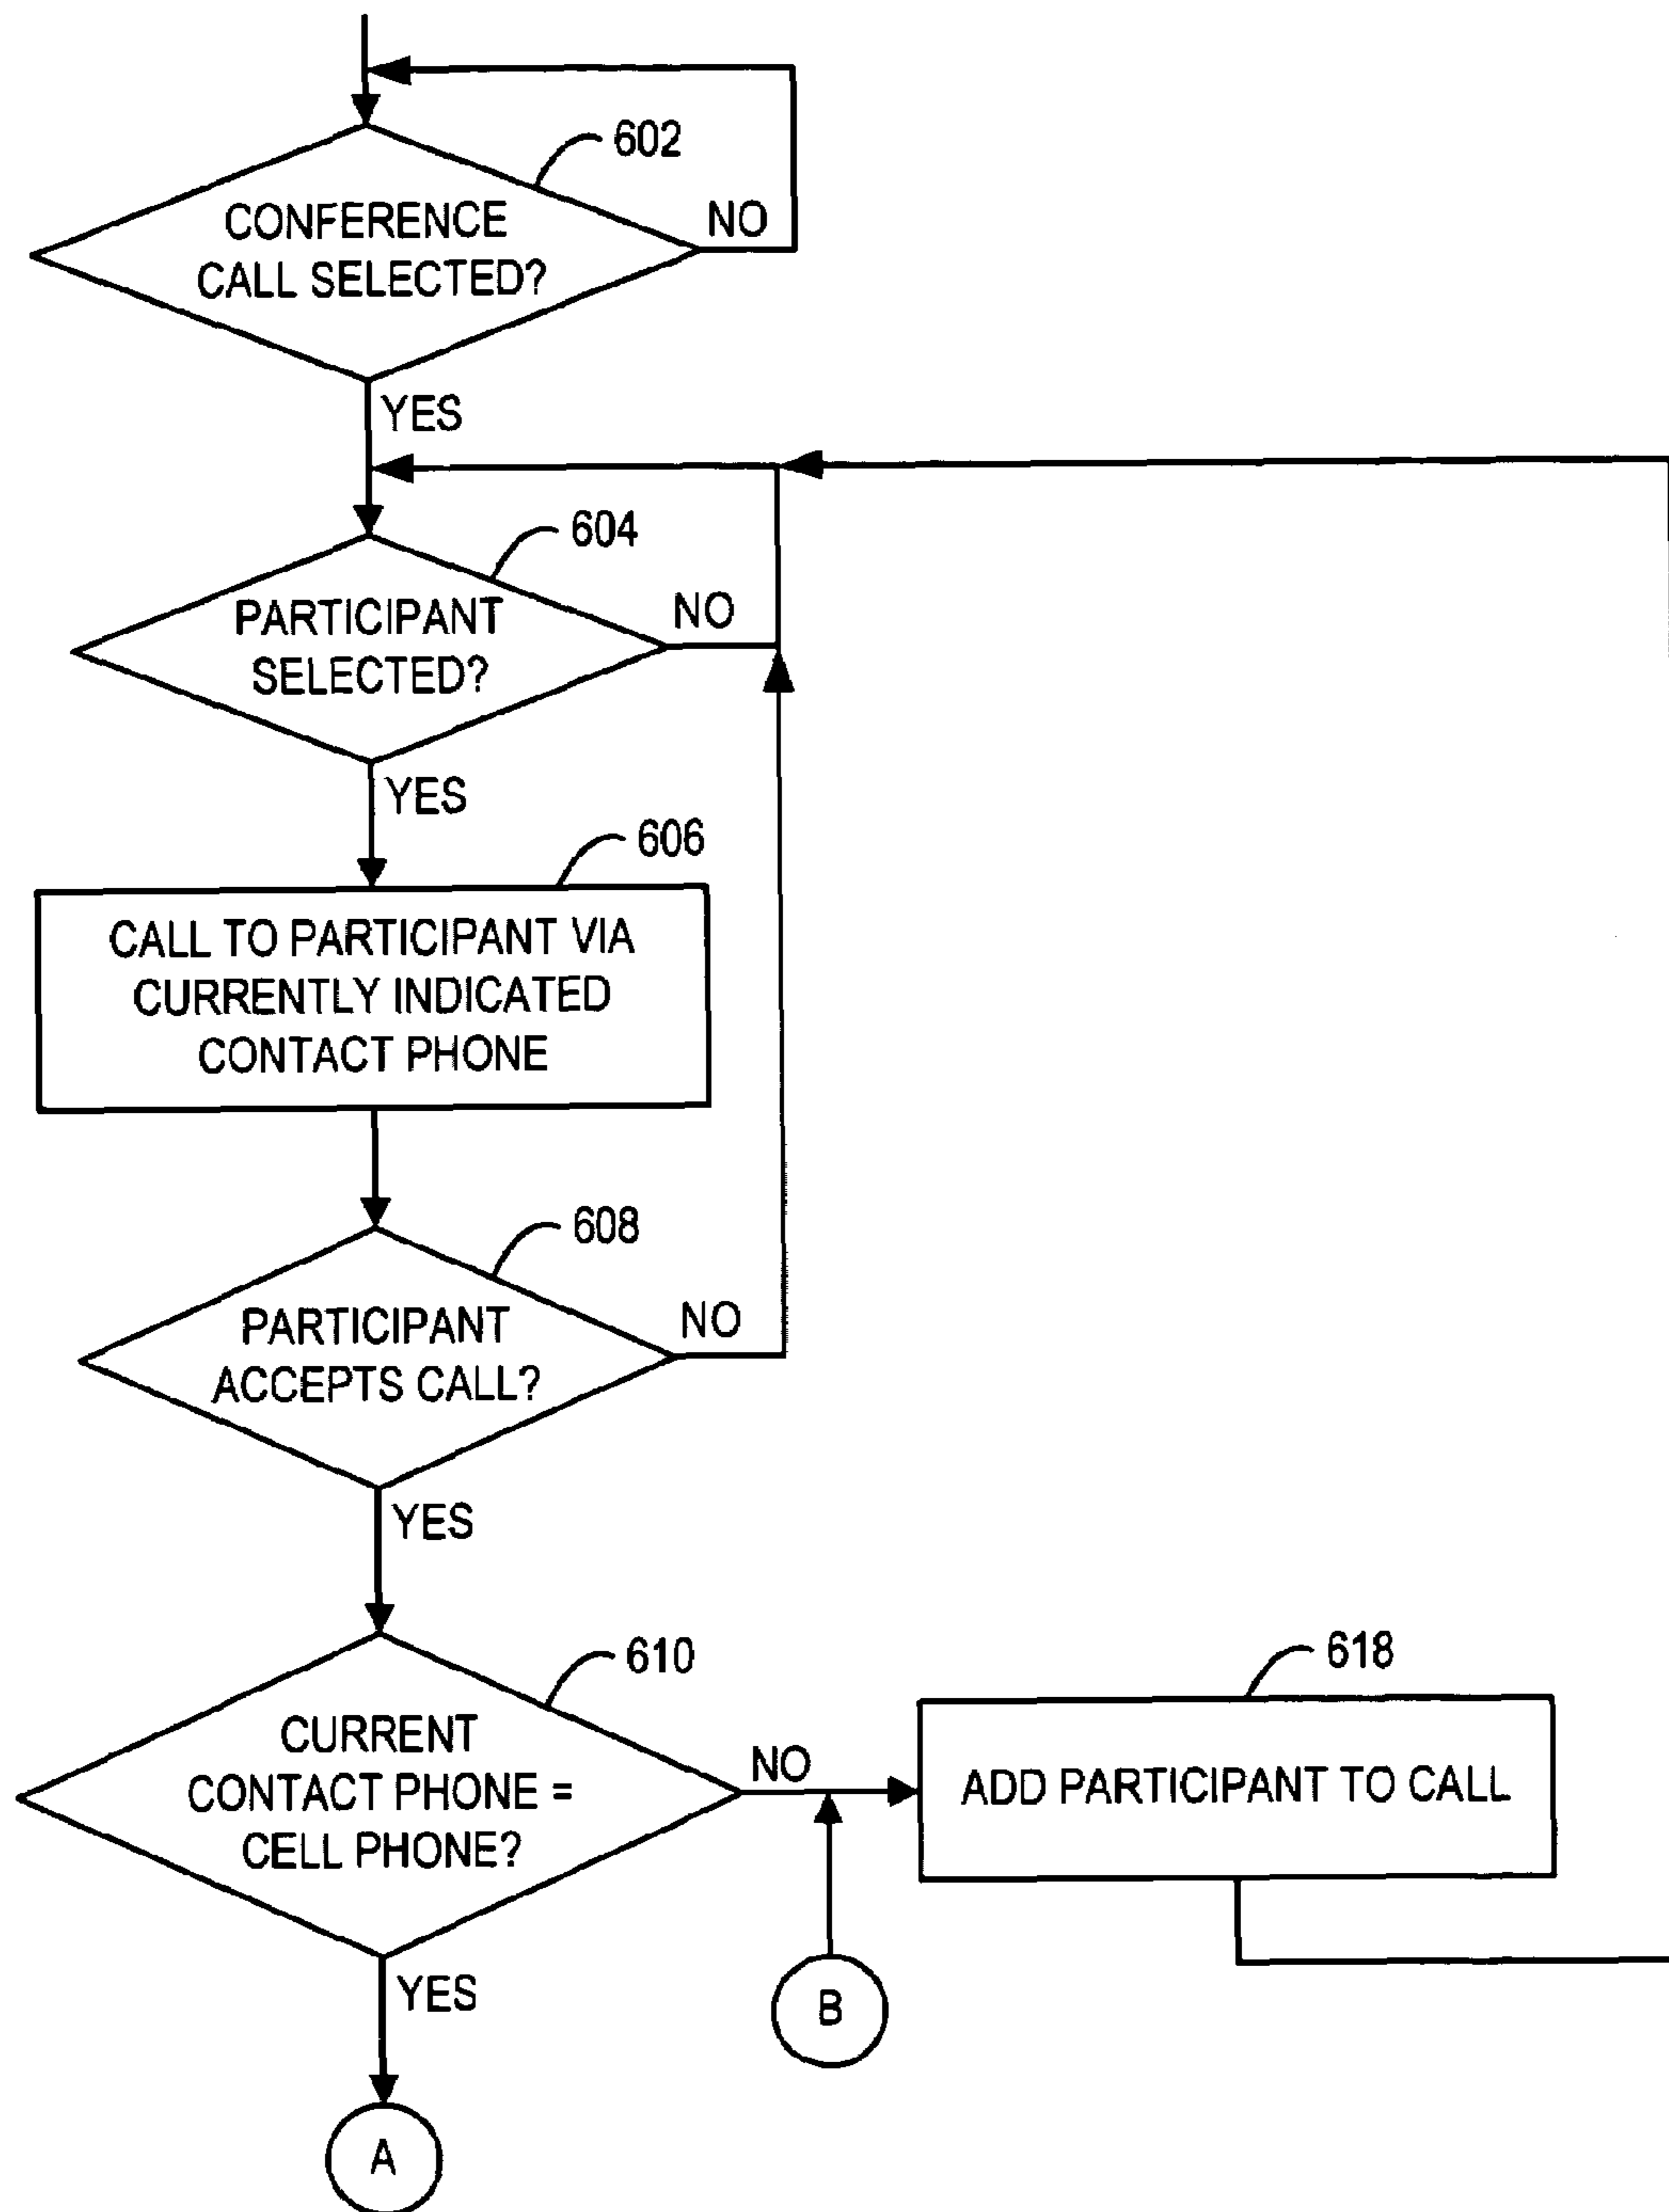 602
CONFERENCE
CALL SELECTED?
NO
YES
604
PARTICIPANT
SELECTED?
NO
YES
606
CALL TO PARTICIPANT VIA
CURRENTLY INDICATED
CONTACT PHONE
608
PARTICIPANT
ACCEPTS CALL?
NO
YES
610
CURRENT
CONTACT PHONE =
CELL PHONE?
NO
618
ADD PARTICIPANT TO CALL
YES
B
A